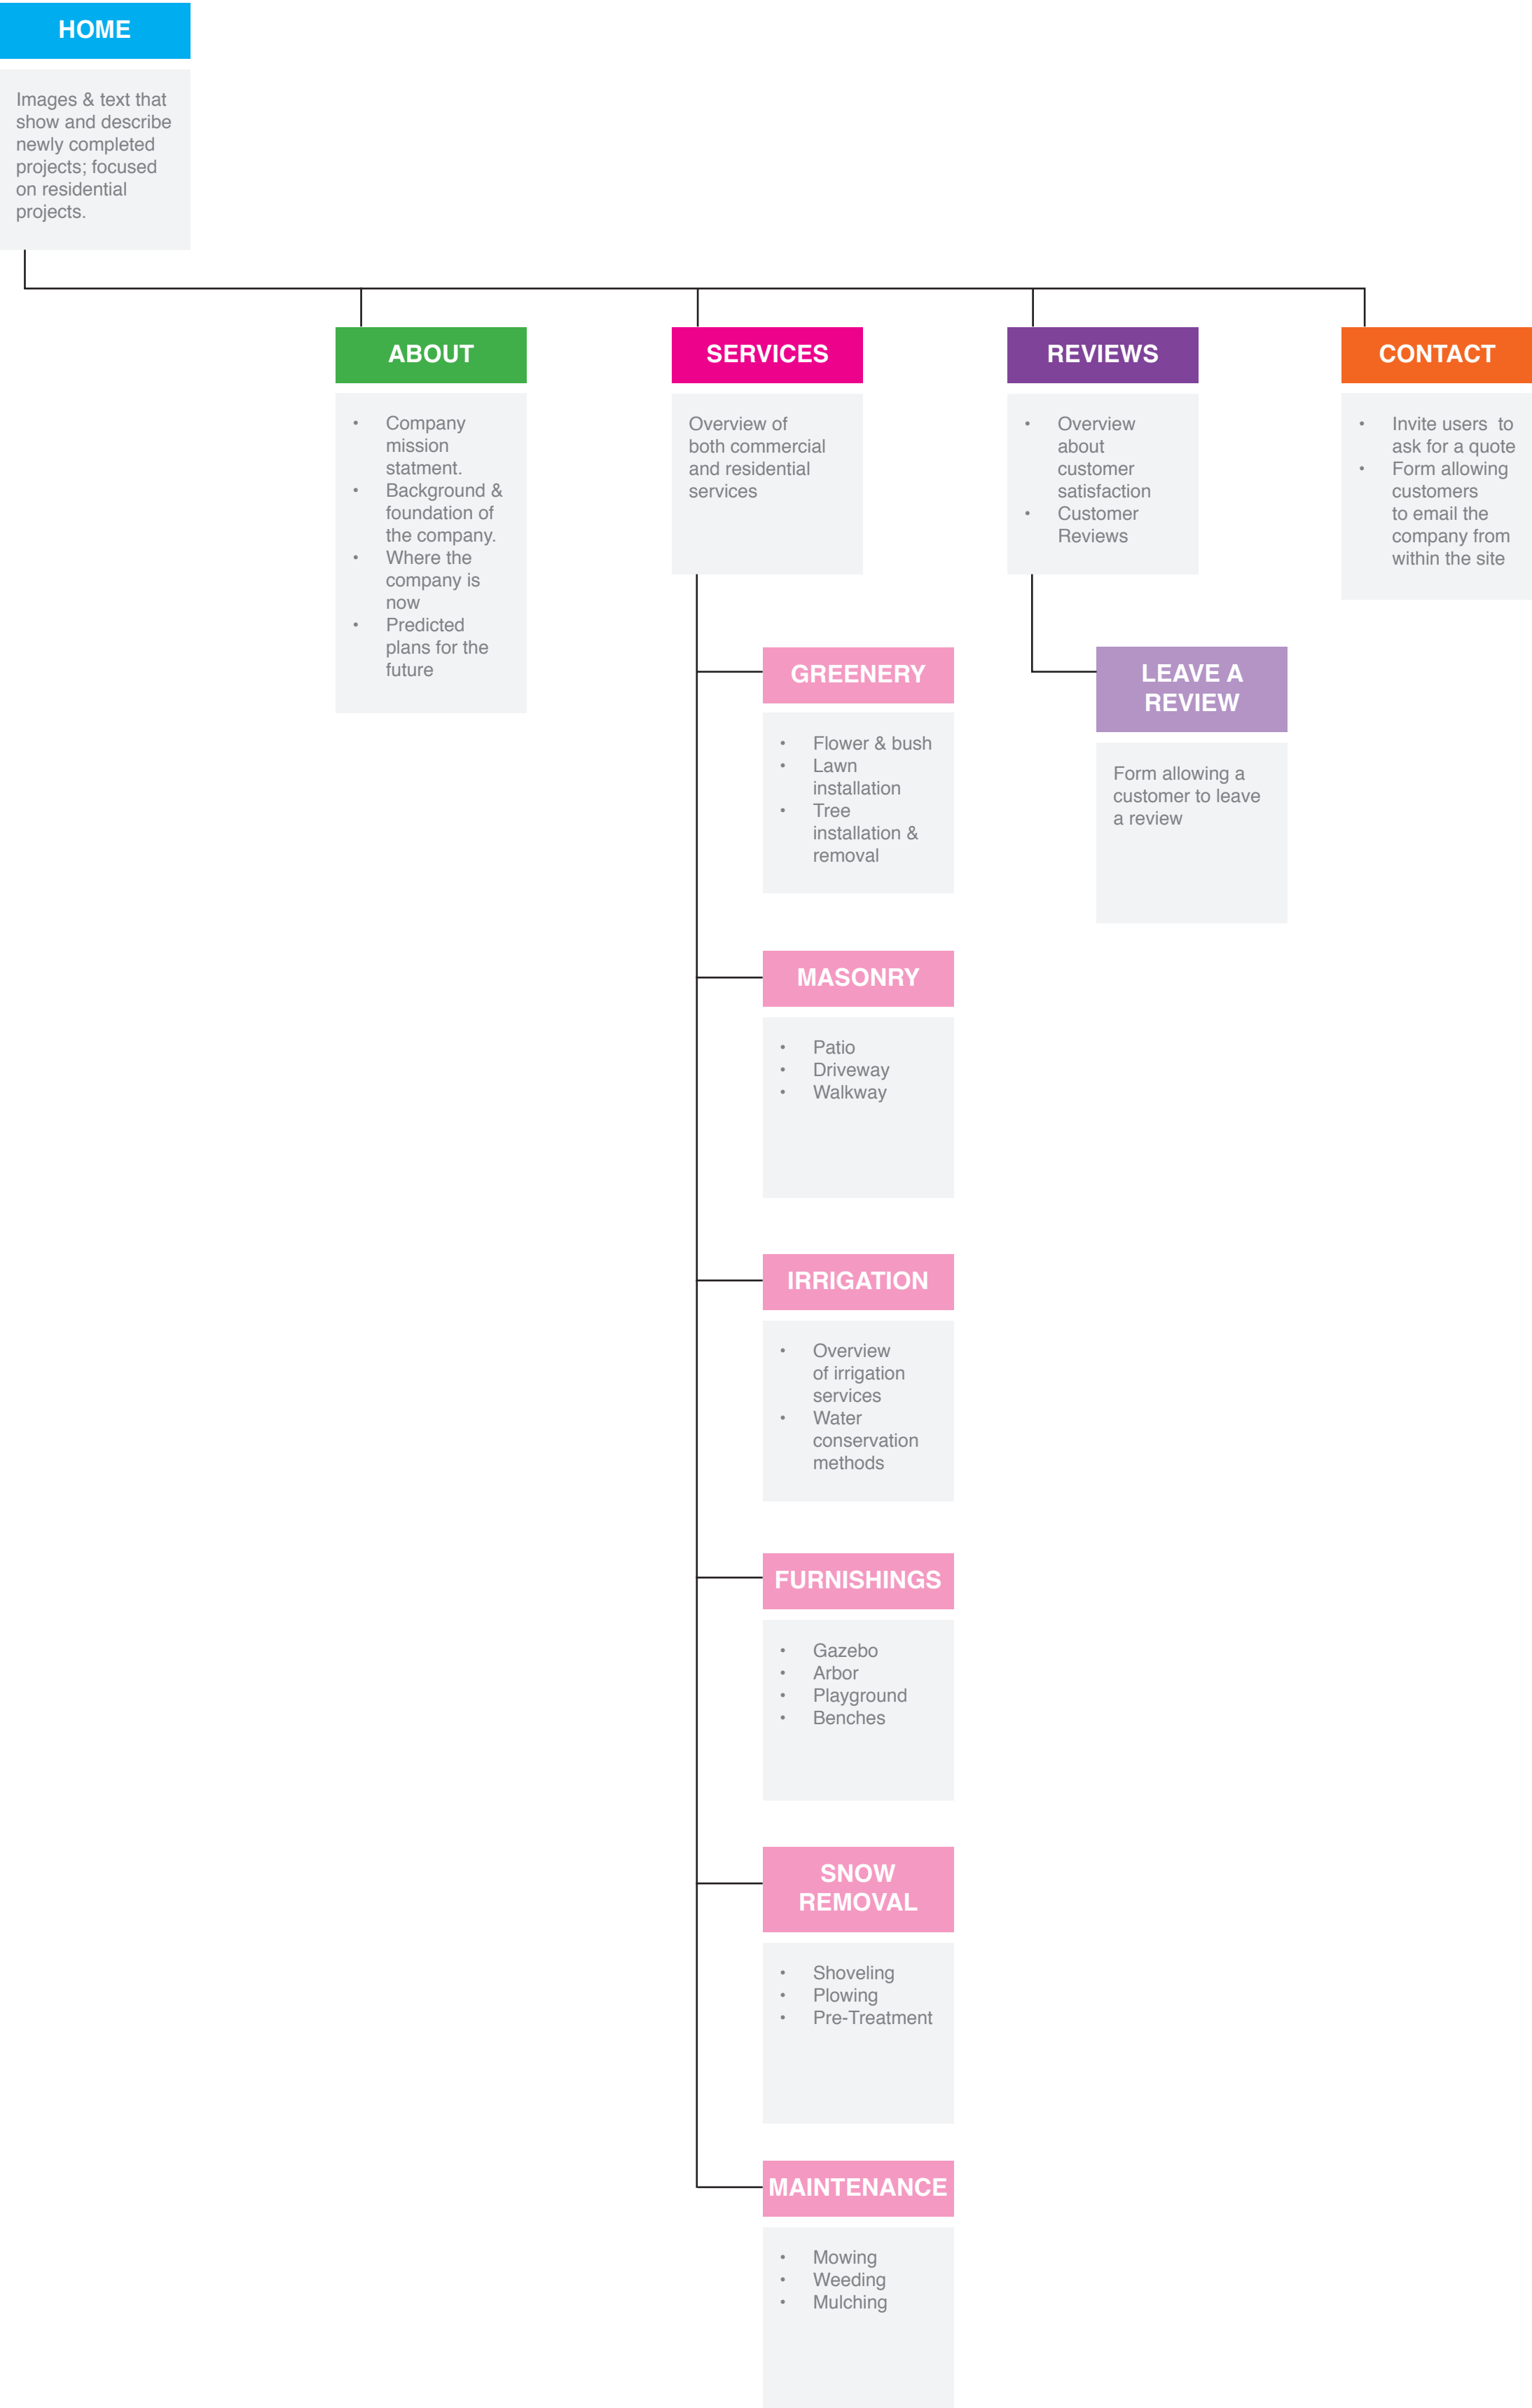 HOME
Images & text that
show and describe
newly completed
projects; focused
on residential
projects.
ABOUT
• Company
mission
statment.
• Background &
foundation of
the company.
• Where the
company is
now
• Predicted
plans for the
future
SERVICES
Overview of
both commercial
and residential
services
GREENERY
• Flower & bush
• Lawn
installation
• Tree
installation &
removal
MASONRY
• Patio
• Driveway
• Walkway
IRRIGATION
• Overview
of irrigation
services
• Water
conservation
methods
FURNISHINGS
• Gazebo
• Arbor
• Playground
• Benches
SNOW
REMOVAL
• Shoveling
• Plowing
• Pre-Treatment
MAINTENANCE
• Mowing
• Weeding
• Mulching
REVIEWS
• Overview
about
customer
satisfaction
• Customer
Reviews
LEAVE A
REVIEW
Form allowing a
customer to leave
a review
CONTACT
• Invite users  to
ask for a quote
• Form allowing
customers
to email the
company from
within the site